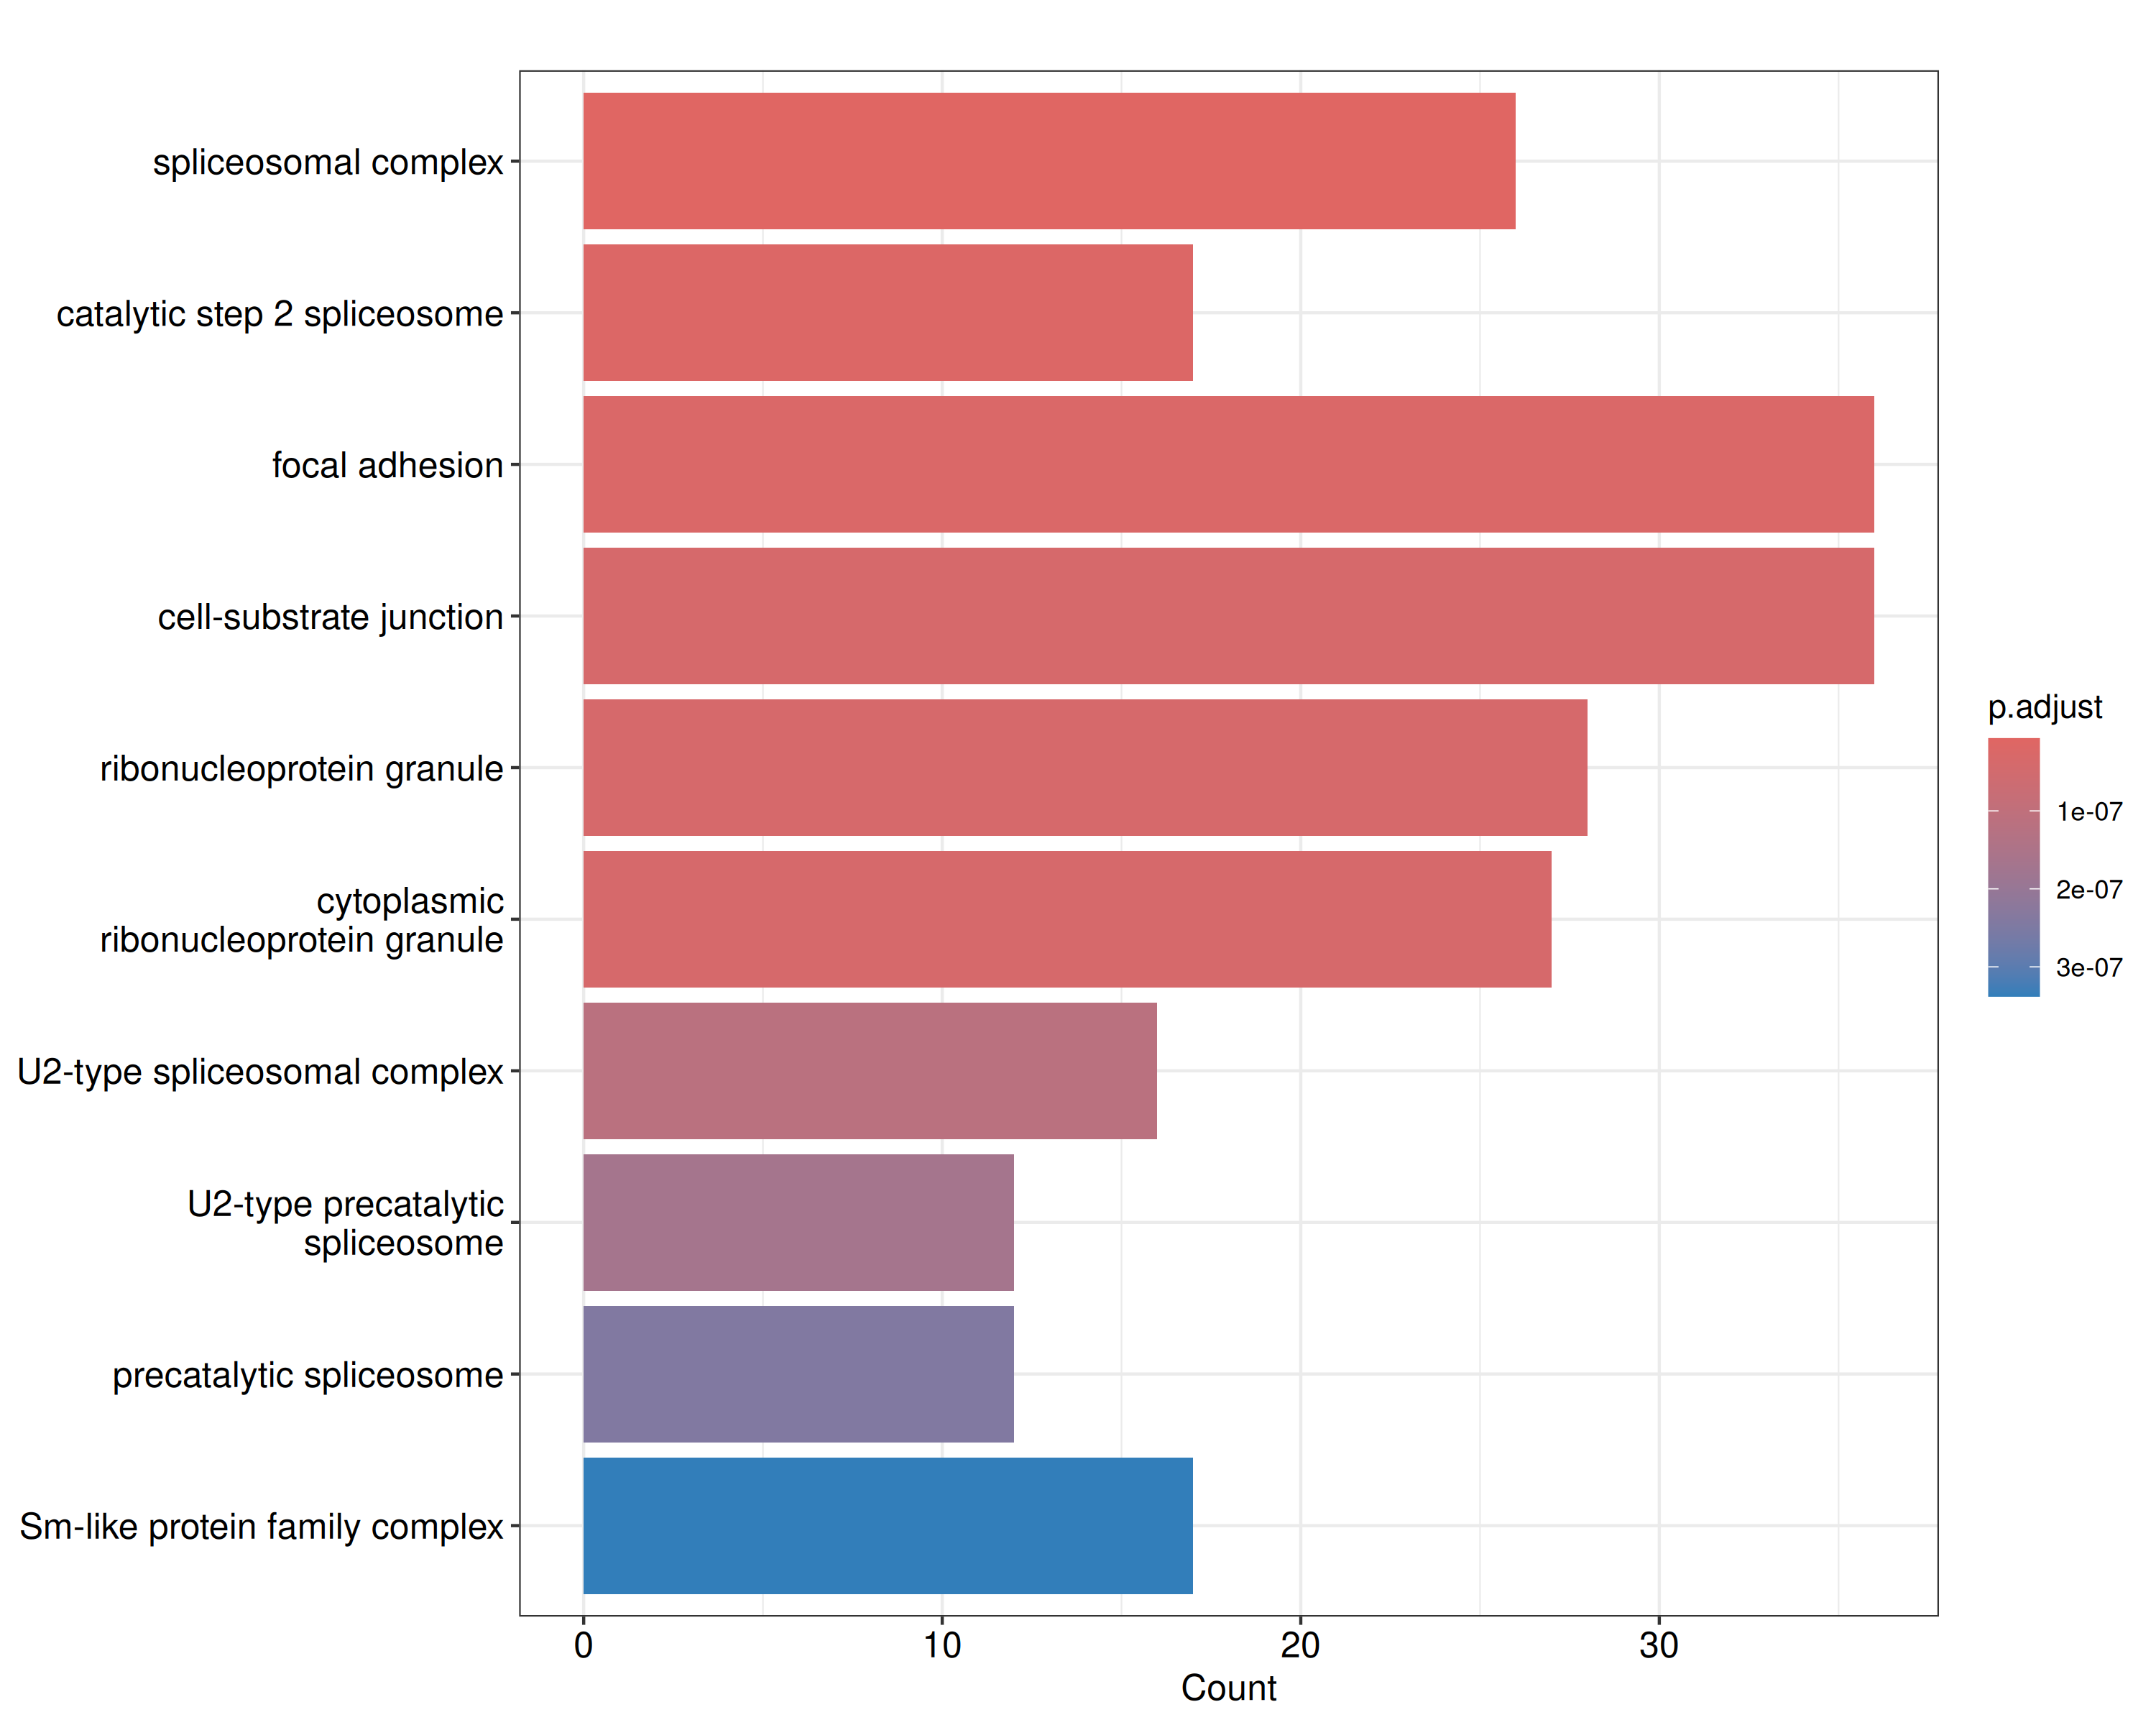 spliceosomal complex
catalytic step 2 spliceosome
focal adhesion
cell-substrate junction
ribonucleoprotein granule
cytoplasmic
ribonucleoprotein granule
U2-type spliceosomal complex
U2-type precatalytic
spliceosome
precatalytic spliceosome
Sm-like protein family complex
0 10 20 30
Count
p.adjust
1e-07
2e-07
3e-07